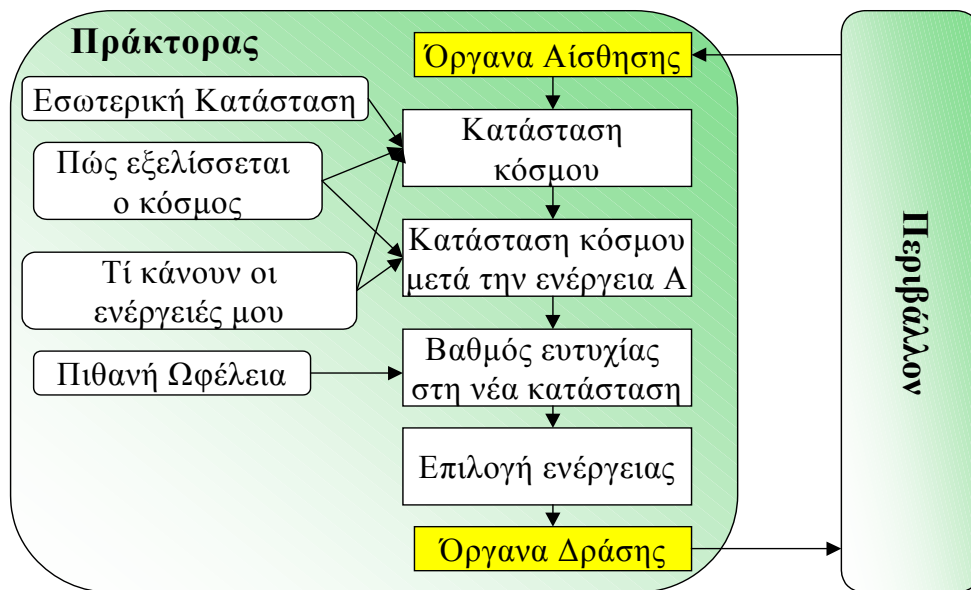 Πράκτορας
Όργανα Αίσθησης
Εσωτερική Κατάσταση
Κατάσταση
κόσμου
Πώς εξελίσσεται
ο κόσμος
Κατάσταση κόσμου
μετά την ενέργεια Α
Τί κάνουν οι
ενέργειές μου
Βαθμός ευτυχίας
στη νέα κατάσταση
Πιθανή Ωφέλεια
Επιλογή ενέργειας
Όργανα Δράσης
Περιβάλλον